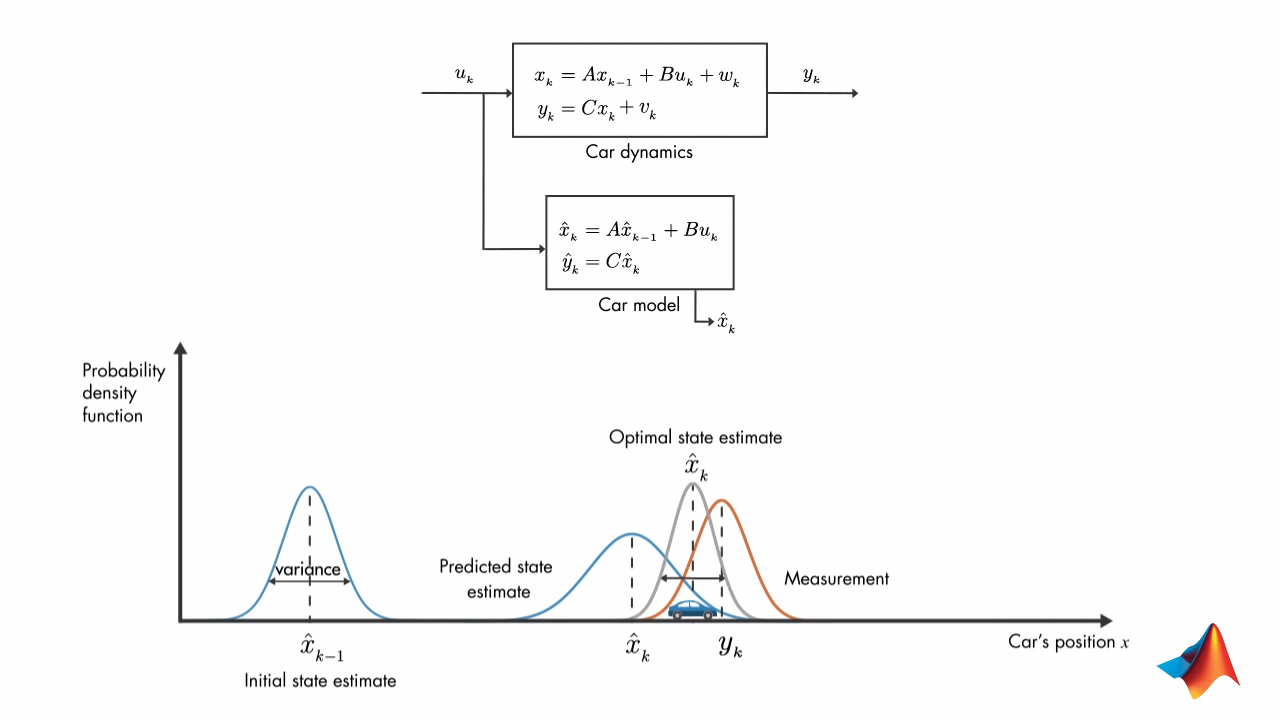 u_k
x_k = Ax_{k-1} + Bu_k + w_k
y_k
y_k = Cx_k + v_k
Car dynamics
x̂_k = Ax̂_{k-1} + Bu_k
ŷ_k = Cx̂_k
Car model
x̂_k
Probability
density
function
Optimal state estimate
x̂_k
variance
Predicted state
estimate
Measurement
x̂_{k-1}
x̂_k
y_k
Car's position x
Initial state estimate